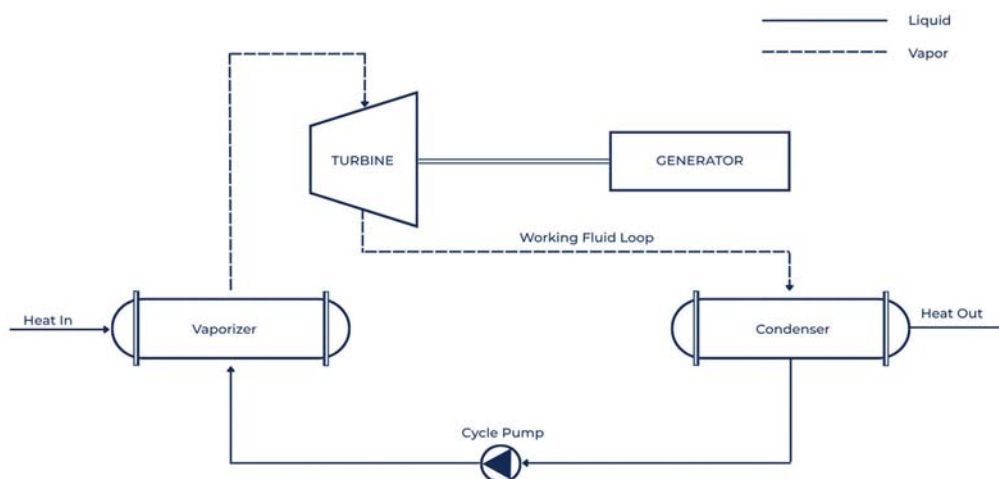 Liquid
Vapor
TURBINE
GENERATOR
Working Fluid Loop
Heat In
Vaporizer
Condenser
Heat Out
Cycle Pump